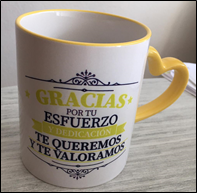 GRACIAS
POR TU
ESFUERZO
Y DEDICACIÓN
TE QUEREMOS
Y TE VALORAMOS